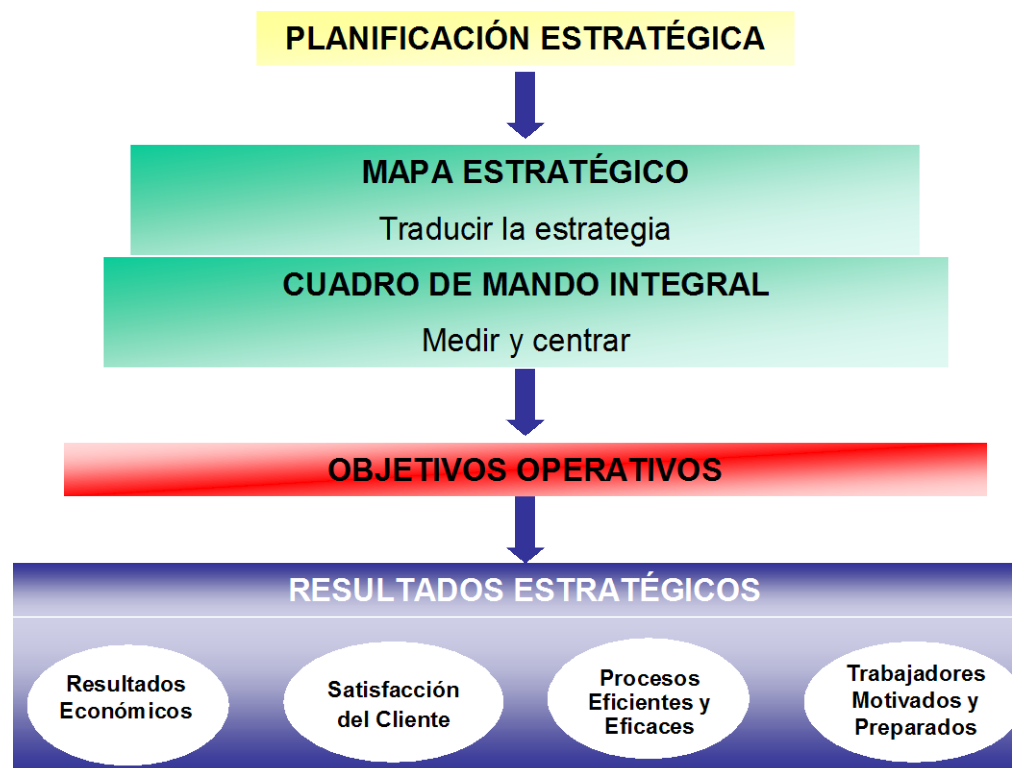 PLANIFICACIÓN ESTRATÉGICA
MAPA ESTRATÉGICO
Traducir la estrategia
CUADRO DE MANDO INTEGRAL
Medir y centrar
OBJETIVOS OPERATIVOS
RESULTADOS ESTRATÉGICOS
Resultados
Económicos
Satisfacción
del Cliente
Procesos
Eficientes y
Eficaces
Trabajadores
Motivados y
Preparados